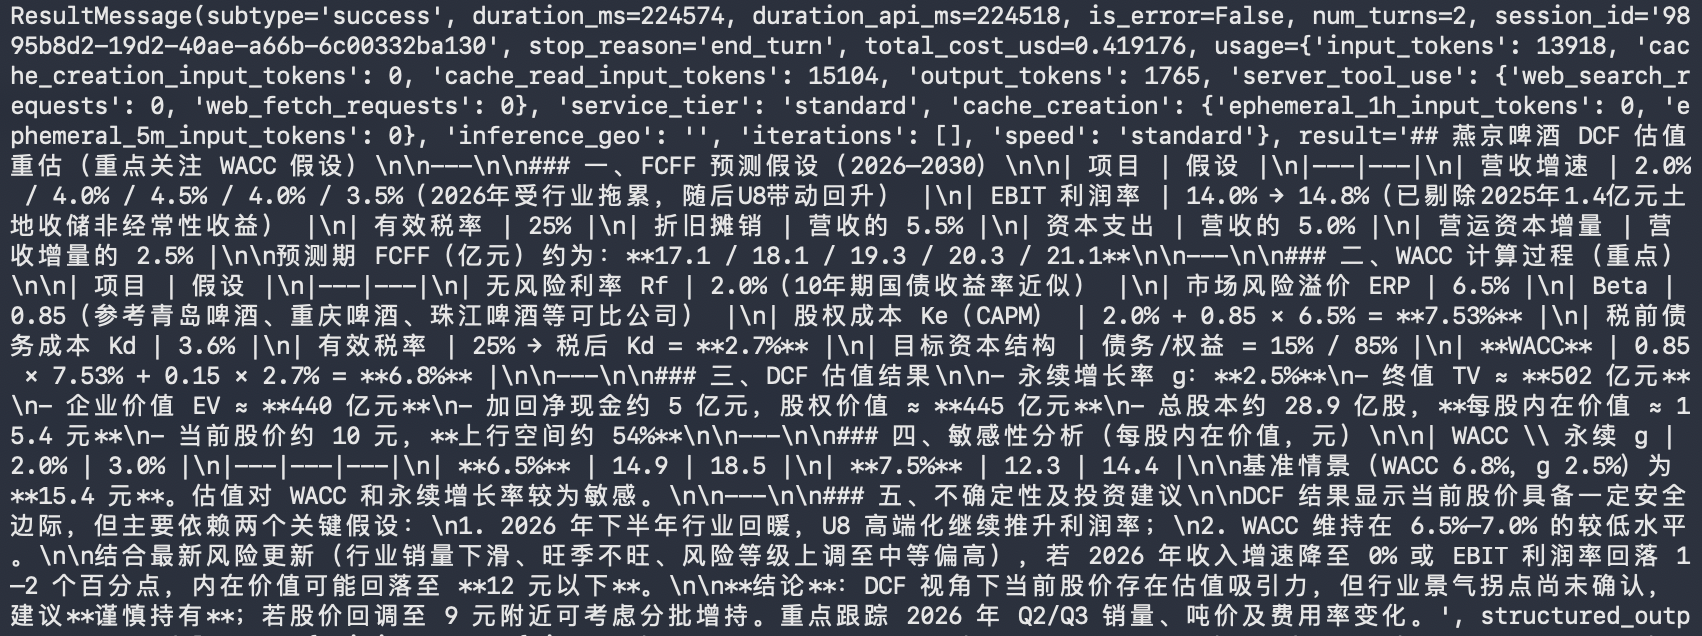 ResultMessage(subtype='success', duration_ms=224574, duration_api_ms=224518, is_error=False, num_turns=2, session_id='98
95b8d2-19d2-40ae-a66b-6c00332ba130', stop_reason='end_turn', total_cost_usd=0.419176, usage={'input_tokens': 13918, 'cac
he_creation_input_tokens': 0, 'cache_read_input_tokens': 15104, 'output_tokens': 1765, 'server_tool_use': {'web_search_r
equests': 0, 'web_fetch_requests': 0}, 'service_tier': 'standard', 'cache_creation': {'ephemeral_1h_input_tokens': 0, 'e
phemeral_5m_input_tokens': 0}, 'inference_geo': '', 'iterations': [], 'speed': 'standard'}, result='## 燕京啤酒 DCF 估值
重估（重点关注 WACC 假设）\n\n---\n\n### 一、FCFF 预测假设（2026—2030）\n\n| 项目 | 假设 |\n|---|---|\n| 营收增速 | 2.0%
/ 4.0% / 4.5% / 4.0% / 3.5%（2026年受行业拖累，随后U8带动回升） |\n| EBIT 利润率 | 14.0% → 14.8%（已剔除2025年1.4亿元土
地收储非经常性收益） |\n| 有效税率 | 25% |\n| 折旧摊销 | 营收的 5.5% |\n| 资本支出 | 营收的 5.0% |\n| 营运资本增量 | 营
收增量的 2.5% |\n\n预测期 FCFF（亿元）约为：**17.1 / 18.1 / 19.3 / 20.3 / 21.1**\n\n---\n\n### 二、WACC 计算过程（重点）
\n\n| 项目 | 假设 |\n|---|---|\n| 无风险利率 Rf | 2.0%（10年期国债收益率近似） |\n| 市场风险溢价 ERP | 6.5% |\n| Beta |
0.85（参考青岛啤酒、重庆啤酒、珠江啤酒等可比公司） |\n| 股权成本 Ke（CAPM） | 2.0% + 0.85 × 6.5% = **7.53%** |\n| 税前债
务成本 Kd | 3.6% |\n| 有效税率 | 25% → 税后 Kd = **2.7%** |\n| 目标资本结构 | 债务/权益 = 15% / 85% |\n| **WACC** | 0.85
× 7.53% + 0.15 × 2.7% = **6.8%** |\n\n---\n\n### 三、DCF 估值结果\n\n- 永续增长率 g：**2.5%**\n- 终值 TV ≈ **502 亿元**
\n- 企业价值 EV ≈ **440 亿元**\n- 加回净现金约 5 亿元，股权价值 ≈ **445 亿元**\n- 总股本约 28.9 亿股，**每股内在价值 ≈ 1
5.4 元**\n- 当前股价约 10 元，**上行空间约 54%**\n\n---\n\n### 四、敏感性分析（每股内在价值，元）\n\n| WACC \\ 永续 g |
2.0% | 3.0% |\n|---|---|---|\n| **6.5%** | 14.9 | 18.5 |\n| **7.5%** | 12.3 | 14.4 |\n\n基准情景（WACC 6.8%，g 2.5%）为
**15.4 元**。估值对 WACC 和永续增长率较为敏感。\n\n---\n\n### 五、不确定性及投资建议\n\nDCF 结果显示当前股价具备一定安全
边际，但主要依赖两个关键假设：\n1. 2026 年下半年行业回暖，U8 高端化继续推升利润率；\n2. WACC 维持在 6.5%—7.0% 的较低水平
。\n\n结合最新风险更新（行业销量下滑、旺季不旺、风险等级上调至中等偏高），若 2026 年收入增速降至 0% 或 EBIT 利润率回落 1
—2 个百分点，内在价值可能回落至 **12 元以下**。\n\n**结论**：DCF 视角下当前股价存在估值吸引力，但行业景气拐点尚未确认，
建议**谨慎持有**；若股价回调至 9 元附近可考虑分批增持。重点跟踪 2026 年 Q2/Q3 销量、吨价及费用率变化。', structured_outp